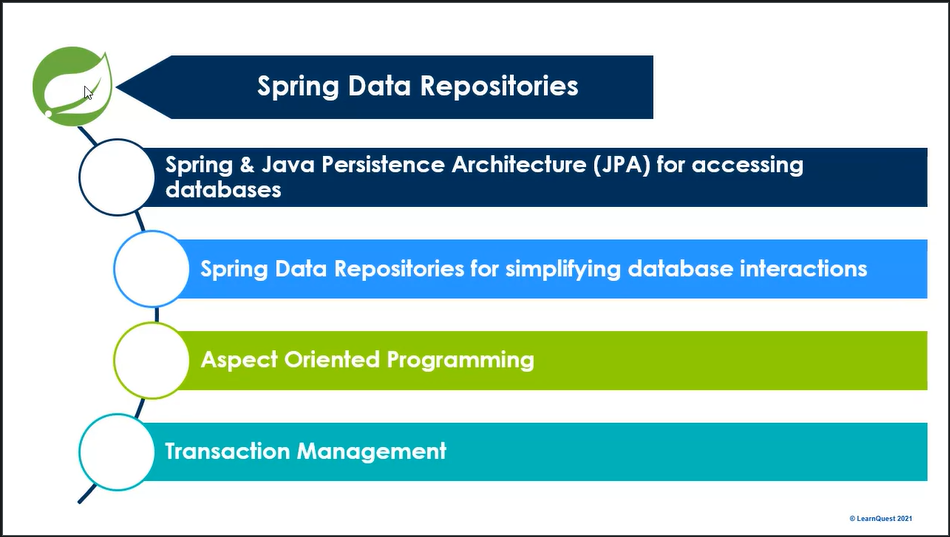 Spring Data Repositories
Spring & Java Persistence Architecture (JPA) for accessing
databases
Spring Data Repositories for simplifying database interactions
Aspect Oriented Programming
Transaction Management
© LearnQuest 2021